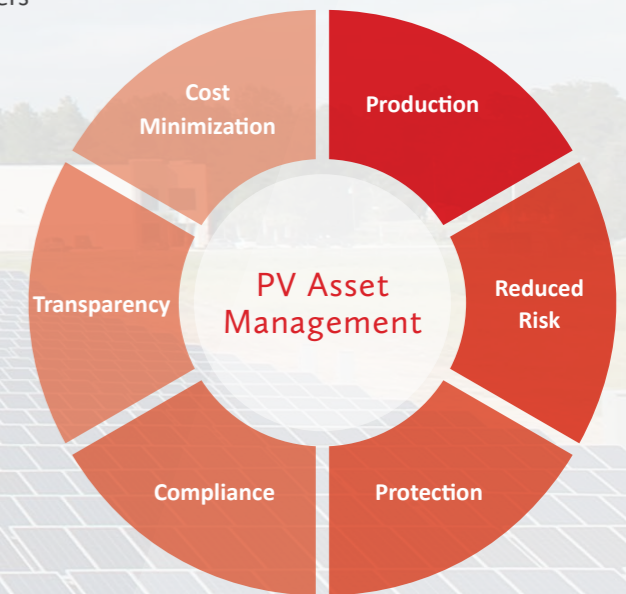 Cost
Minimization
Production
Transparency
PV Asset
Management
Reduced
Risk
Compliance
Protection